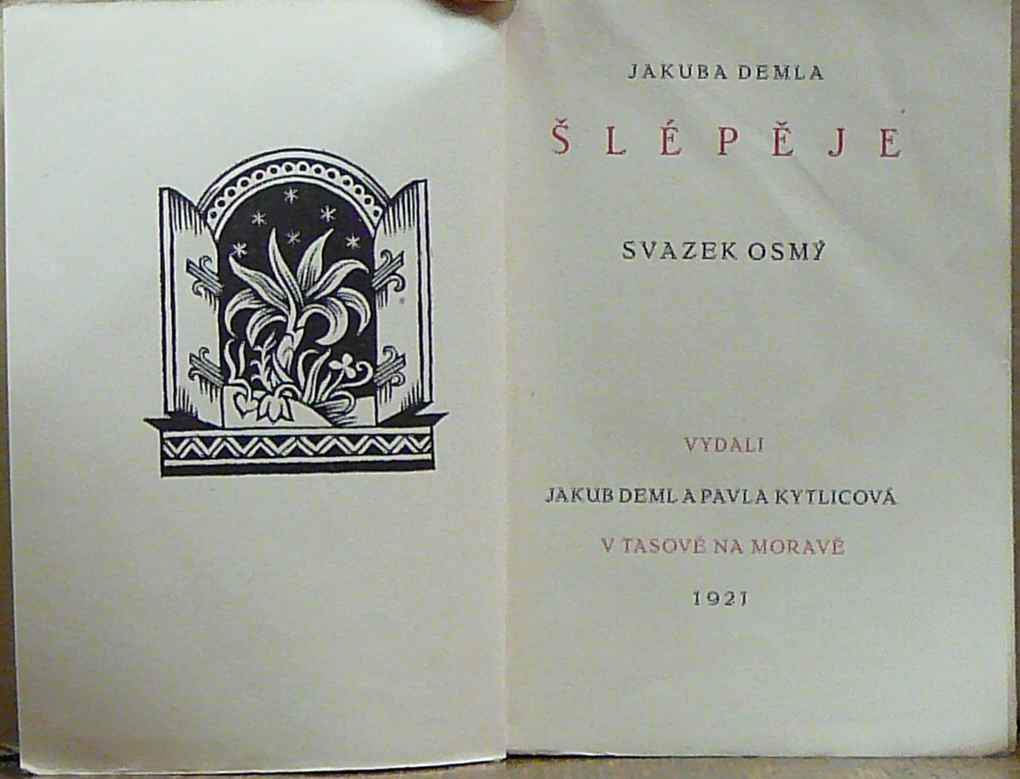 JAKUBA DEMLA
ŠLÉPĚJE
SVAZEK OSMÝ
VYDALI
JAKUB DEML A PAVLA KYTLICOVÁ
V TASOVĚ NA MORAVĚ
1921